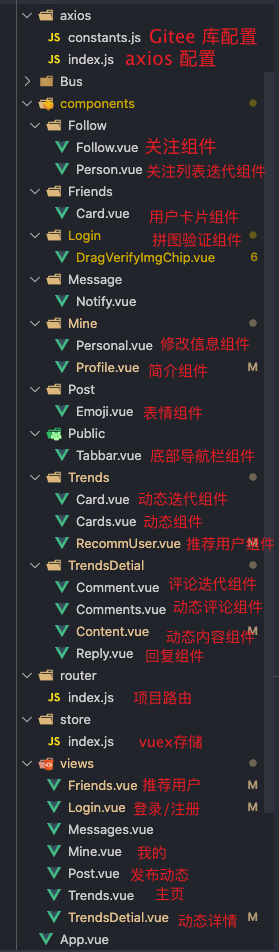 axios
constants.js Gitee 库配置
index.js axios 配置
Bus
components
Follow
Follow.vue 关注组件
Person.vue 关注列表迭代组件
Friends
Card.vue 用户卡片组件
Login 拼图验证组件
DragVerifyImgChip.vue 6
Message
Notify.vue
Mine
Personal.vue 修改信息组件
Profile.vue 简介组件 M
Post
Emoji.vue 表情组件
Public
Tabbar.vue 底部导航栏组件
Trends
Card.vue 动态迭代组件
Cards.vue 动态组件
RecommUser.vue 推荐用户组件 M
TrendsDetial
Comment.vue 评论迭代组件
Comments.vue 动态评论组件
Content.vue 动态内容组件 M
Reply.vue 回复组件
router
index.js 项目路由
store
index.js vuex存储
views
Friends.vue 推荐用户 M
Login.vue 登录/注册 M
Messages.vue
Mine.vue 我的
Post.vue 发布动态
Trends.vue 主页
TrendsDetial.vue 动态详情 M
App.vue